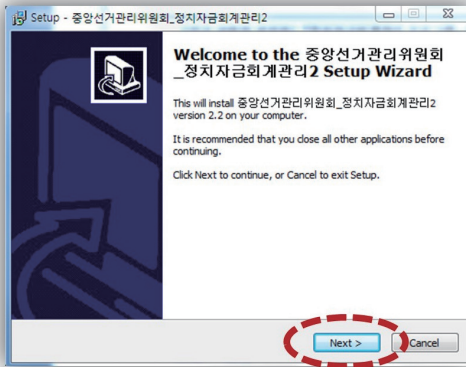 Setup - 중앙선거관리위원회_정치자금회계관리2
Welcome to the 중앙선거관리위원회
_정치자금회계관리2 Setup Wizard
This will install 중앙선거관리위원회_정치자금회계관리2
version 2.2 on your computer.
It is recommended that you close all other applications before
continuing.
Click Next to continue, or Cancel to exit Setup.
Next >
Cancel